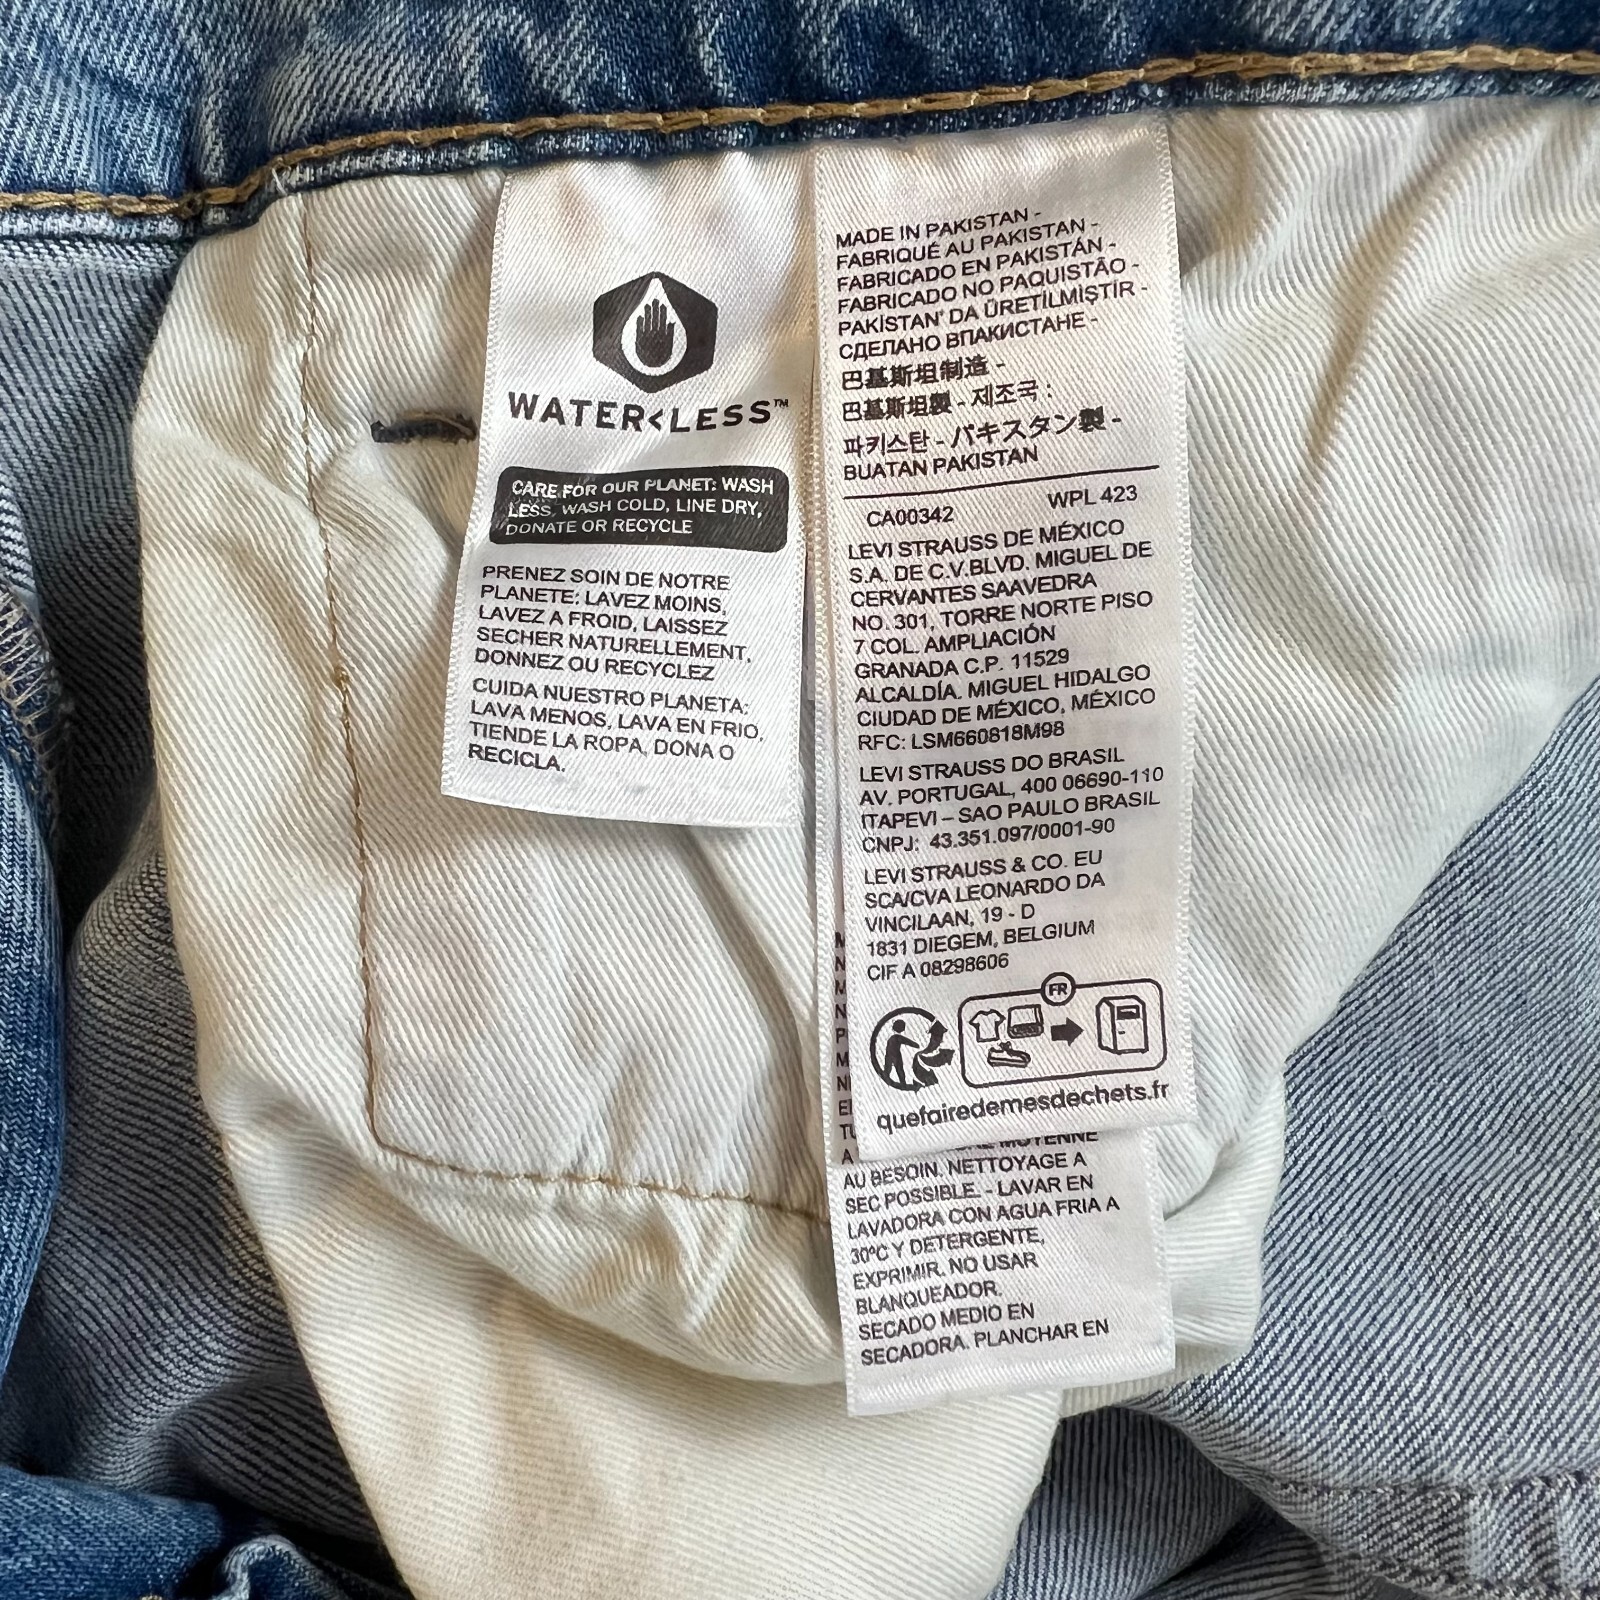 WATER<LESS™
CARE FOR OUR PLANET: WASH
LESS, WASH COLD, LINE DRY,
DONATE OR RECYCLE
PRENEZ SOIN DE NOTRE
PLANETE: LAVEZ MOINS,
LAVEZ A FROID, LAISSEZ
SECHER NATURELLEMENT,
DONNEZ OU RECYCLEZ
CUIDA NUESTRO PLANETA:
LAVA MENOS, LAVA EN FRIO,
TIENDE LA ROPA, DONA O
RECICLA.
MADE IN PAKISTAN -
FABRIQUÉ AU PAKISTAN -
FABRICADO EN PAKISTÁN -
FABRICADO NO PAQUISTÃO -
PAKİSTAN' DA ÜRETİLMİŞTİR -
СДЕЛАНО ВПАКИСТАНЕ -
巴基斯坦制造 -
巴基斯坦製 - 제조국 :
파키스탄 - パキスタン製 -
BUATAN PAKISTAN
CA00342 WPL 423
LEVI STRAUSS DE MÉXICO
S.A. DE C.V.BLVD. MIGUEL DE
CERVANTES SAAVEDRA
NO. 301, TORRE NORTE PISO
7 COL. AMPLIACIÓN
GRANADA C.P. 11529
ALCALDÍA. MIGUEL HIDALGO
CIUDAD DE MÉXICO, MÉXICO
RFC: LSM660818M98
LEVI STRAUSS DO BRASIL
AV. PORTUGAL, 400 06690-110
ITAPEVI – SAO PAULO BRASIL
CNPJ: 43.351.097/0001-90
LEVI STRAUSS & CO. EU
SCA/CVA LEONARDO DA
VINCILAAN, 19 - D
1831 DIEGEM, BELGIUM
CIF A 08298606
FR
quefairedemesdechets.fr
MOYENNE
AU BESOIN. NETTOYAGE A
SEC POSSIBLE. - LAVAR EN
LAVADORA CON AGUA FRIA A
30ºC Y DETERGENTE,
EXPRIMIR. NO USAR
BLANQUEADOR.
SECADO MEDIO EN
SECADORA. PLANCHAR EN